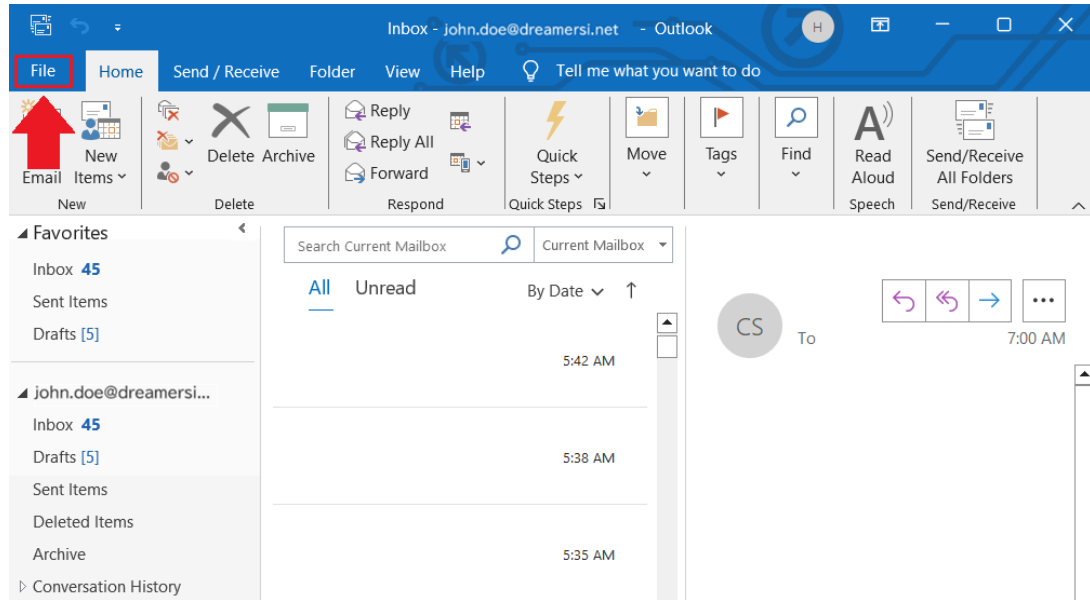 Inbox - john.doe@dreamersi.net - Outlook
H
File Home Send / Receive Folder View Help Tell me what you want to do
Email
New
Items
New
Delete
Archive
Delete
Reply
Reply All
Forward
Respond
Quick
Steps
Quick Steps
Move
Tags
Find
A
Read
Aloud
Speech
Send/Receive
All Folders
Send/Receive
Favorites
Inbox 45
Sent Items
Drafts [5]
john.doe@dreamersi...
Inbox 45
Drafts [5]
Sent Items
Deleted Items
Archive
Conversation History
Search Current Mailbox
Current Mailbox
All Unread
By Date
5:42 AM
5:38 AM
5:35 AM
CS
To
7:00 AM